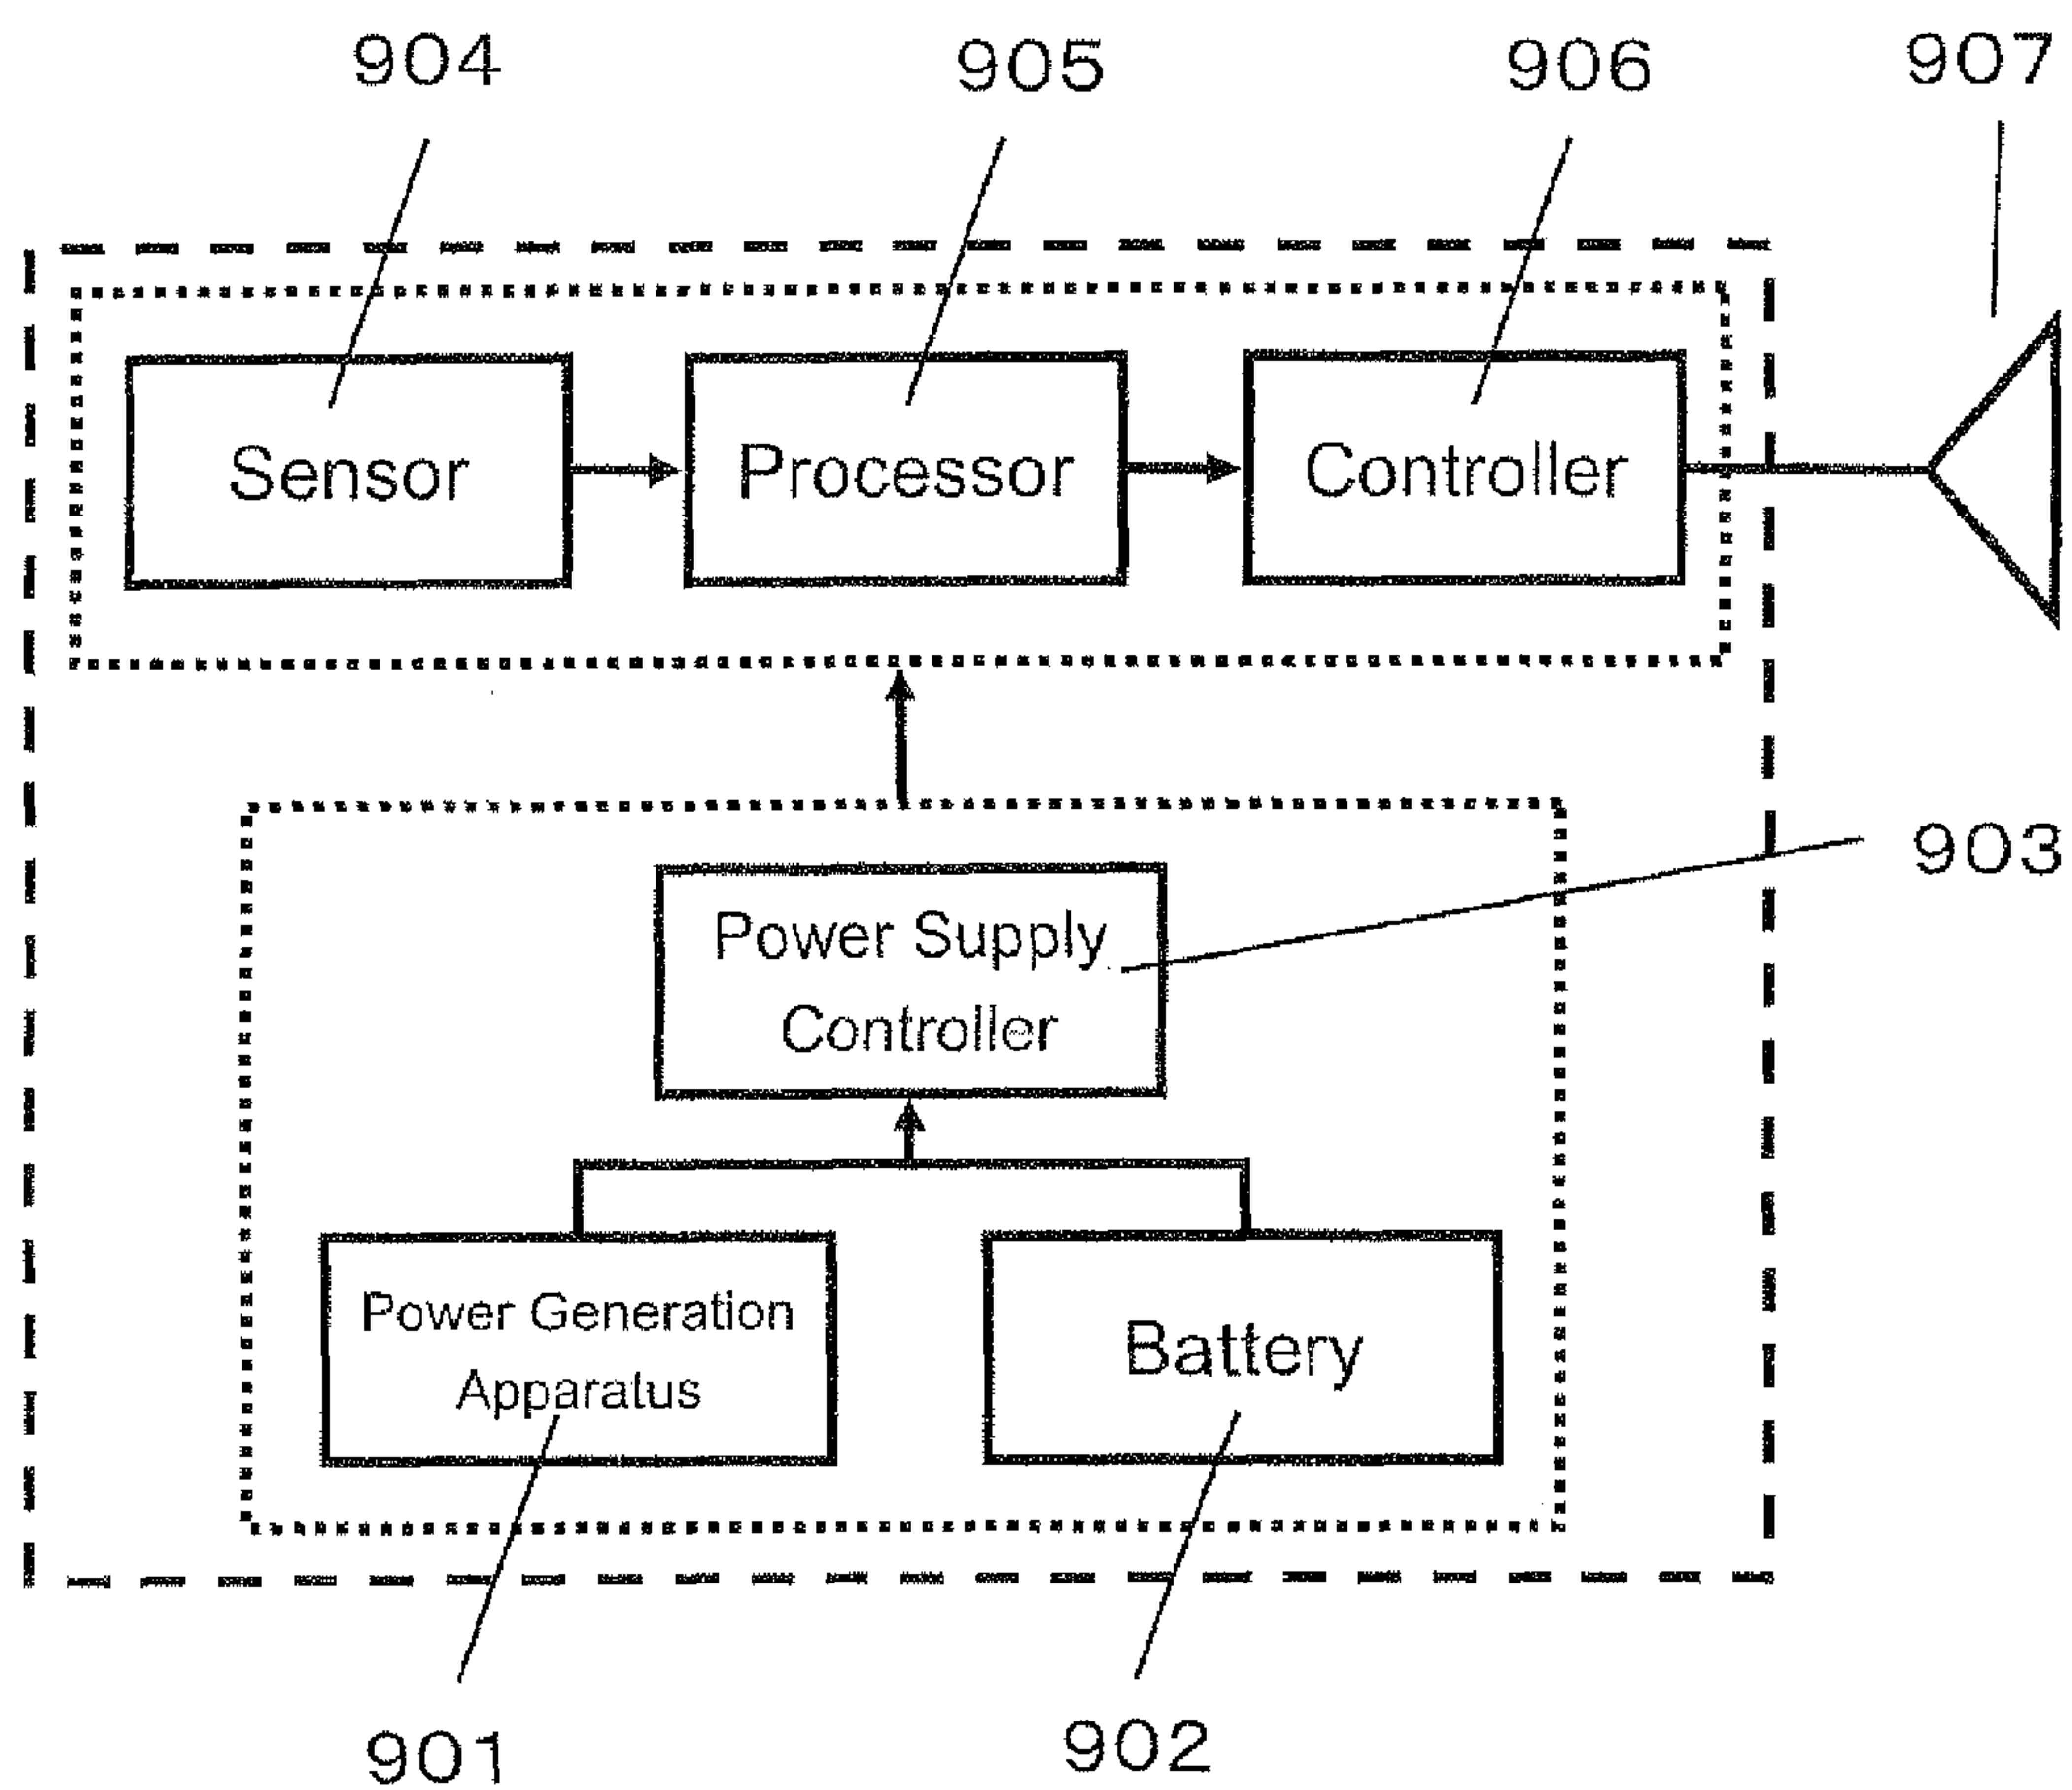 904
905
906
907
Sensor
Processor
Controller
903
Power Supply
Controller
Power Generation
Apparatus
Battery
901
902